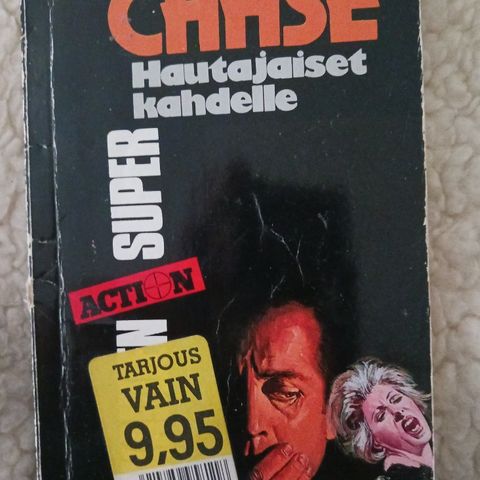 CHASE
Hautajaiset
kahdelle
SUPER
ACTION
TARJOUS
VAIN
9,95